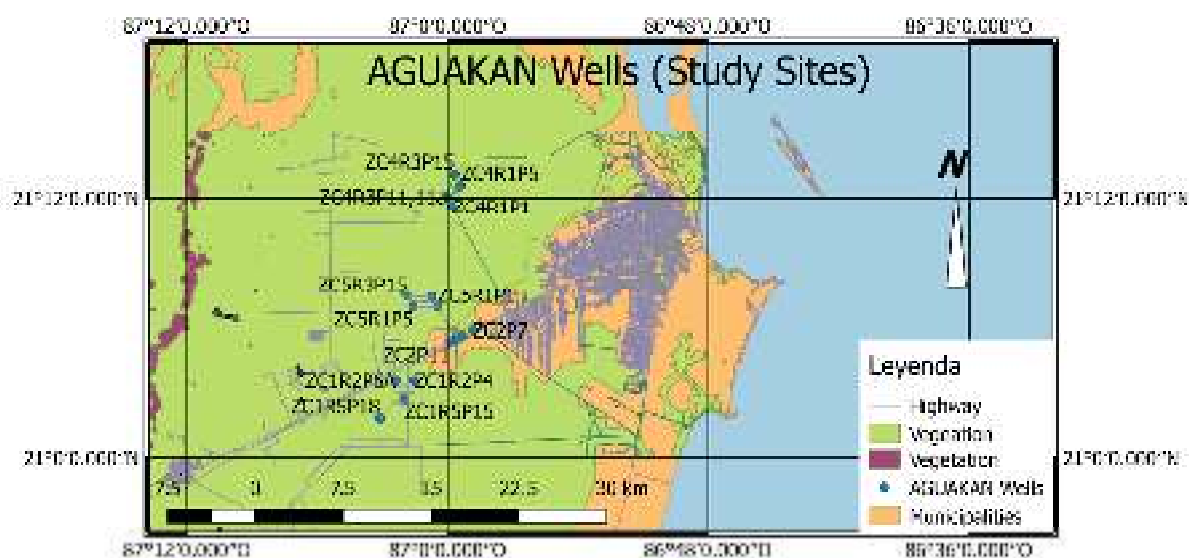 87°12'0.000"O 87°0'0.000"O 86°48'0.000"O 86°36'0.000"O
AGUAKAN Wells (Study Sites)
ZC4R3P15
ZC4R1P5
N
21°12'0.000"N 21°12'0.000"N
ZC4R1P1
ZC5R3P15
ZC5R1P5
ZC2P7
ZC1R2P6A
ZC1R2P4
ZC1R5P18
ZC1R5P15
Leyenda
Highway
Vegeation
Vegetation
AGUAKAN Wells
Municipalities
21°0'0.000"N 21°0'0.000"N
7.5 0 7.5 15 22.5 30 km
87°12'0.000"O 87°0'0.000"O 86°48'0.000"O 86°36'0.000"O